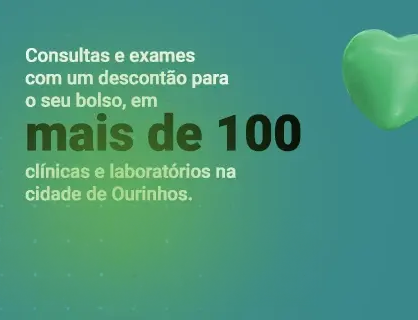 Consultas e exames
com um descontão para
o seu bolso, em
mais de 100
clínicas e laboratórios na
cidade de Ourinhos.